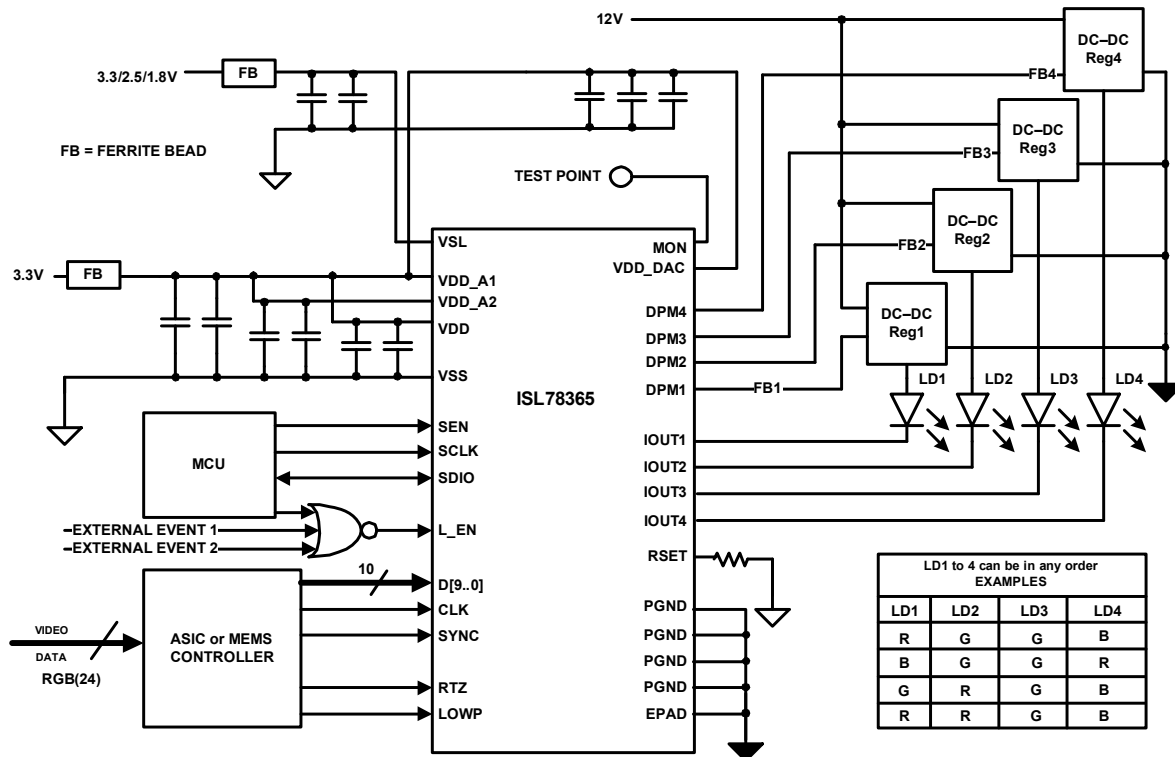 12V
DC–DC
Reg4
FB
3.3/2.5/1.8V
FB4
DC–DC
Reg3
FB = FERRITE BEAD
FB3
TEST POINT
DC–DC
Reg2
VSL
MON
FB2
3.3V
FB
VDD_A1
VDD_DAC
VDD_A2
DPM4
DC–DC
Reg1
VDD
DPM3
DPM2
VSS
DPM1
FB1
LD1
LD2
LD3
LD4
ISL78365
MCU
SEN
SCLK
SDIO
IOUT1
IOUT2
IOUT3
IOUT4
EXTERNAL EVENT 1
EXTERNAL EVENT 2
L_EN
RSET
10
D[9..0]
CLK
SYNC
RTZ
LOWP
VIDEO
DATA
RGB(24)
ASIC or MEMS
CONTROLLER
PGND
PGND
PGND
PGND
EPAD
LD1 to 4 can be in any order
EXAMPLES
LD1 LD2 LD3 LD4
R G G B
B G G R
G R G B
R R G B